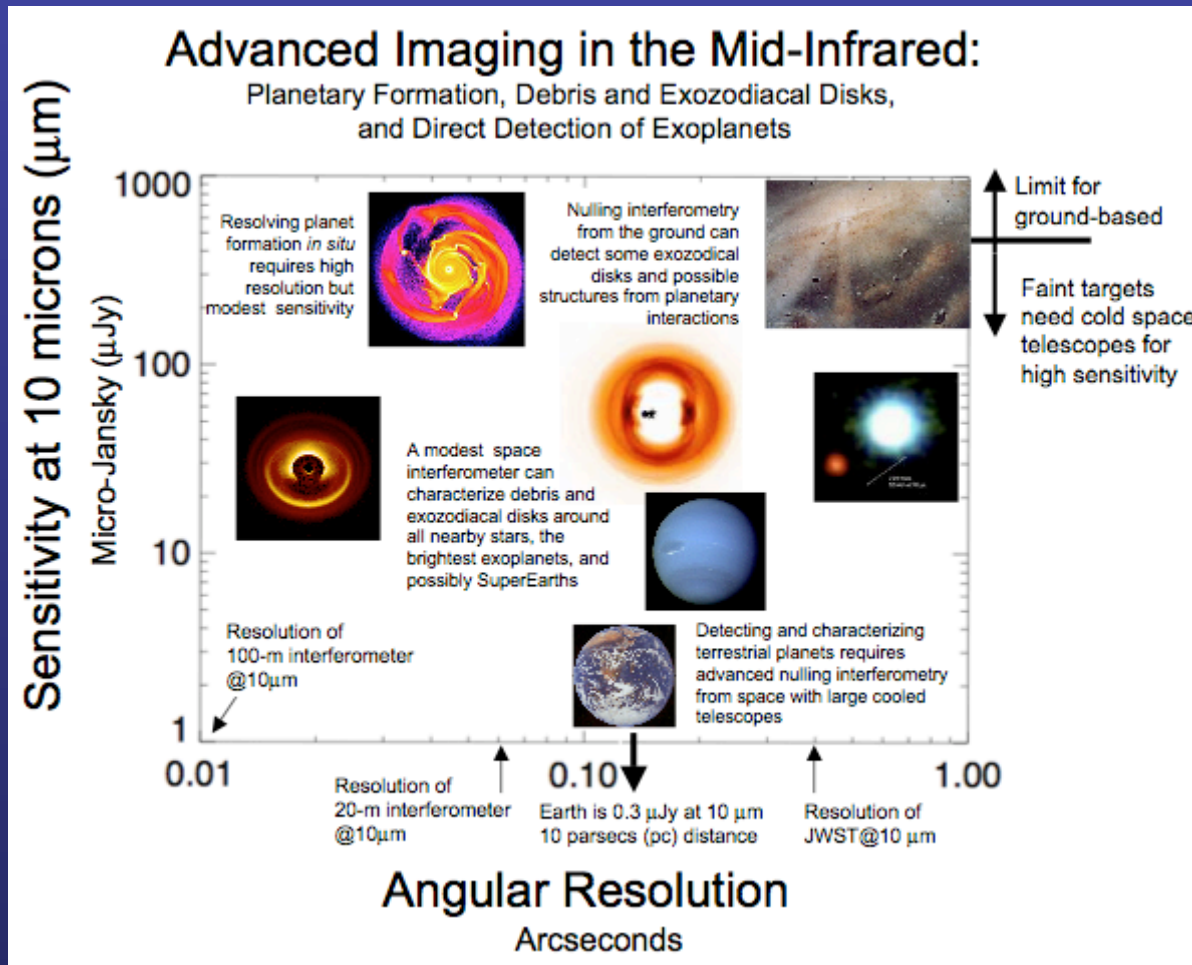 Advanced Imaging in the Mid-Infrared:
Planetary Formation, Debris and Exozodiacal Disks,
and Direct Detection of Exoplanets
Sensitivity at 10 microns (μm)
Micro-Jansky (μJy)
1000
100
10
1
Resolving planet
formation in situ
requires high
resolution but
modest sensitivity
Nulling interferometry
from the ground can
detect some exozodical
disks and possible
structures from planetary
interactions
Limit for
ground-based
Faint targets
need cold space
telescopes for
high sensitivity
A modest space
interferometer can
characterize debris and
exozodiacal disks around
all nearby stars, the
brightest exoplanets, and
possibly SuperEarths
Resolution of
100-m interferometer
@10μm
Detecting and characterizing
terrestrial planets requires
advanced nulling interferometry
from space with large cooled
telescopes
0.01
0.10
1.00
Resolution of
20-m interferometer
@10μm
Earth is 0.3 μJy at 10 μm
10 parsecs (pc) distance
Resolution of
JWST@10 μm
Angular Resolution
Arcseconds